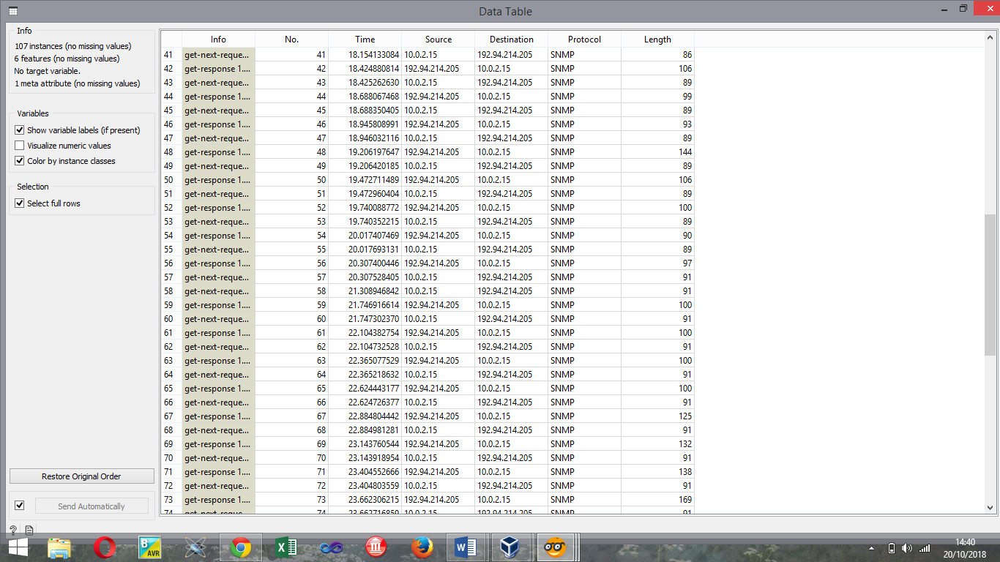 Data Table
Info
107 instances (no missing values)
6 features (no missing values)
No target variable.
1 meta attribute (no missing values)
Variables
Show variable labels (if present)
Visualize numeric values
Color by instance classes
Selection
Select full rows
Restore Original Order
Send Automatically
Info No. Time Source Destination Protocol Length
41 get-next-reque... 41 18.154133084 10.0.2.15 192.94.214.205 SNMP 86
42 get-response 1.... 42 18.424880814 192.94.214.205 10.0.2.15 SNMP 106
43 get-next-reque... 43 18.425262630 10.0.2.15 192.94.214.205 SNMP 89
44 get-response 1.... 44 18.688067468 192.94.214.205 10.0.2.15 SNMP 99
45 get-next-reque... 45 18.688350405 10.0.2.15 192.94.214.205 SNMP 89
46 get-response 1.... 46 18.945808991 192.94.214.205 10.0.2.15 SNMP 93
47 get-next-reque... 47 18.946032116 10.0.2.15 192.94.214.205 SNMP 89
48 get-response 1.... 48 19.206197647 192.94.214.205 10.0.2.15 SNMP 144
49 get-next-reque... 49 19.206420185 10.0.2.15 192.94.214.205 SNMP 89
50 get-response 1.... 50 19.472711489 192.94.214.205 10.0.2.15 SNMP 106
51 get-next-reque... 51 19.472960404 10.0.2.15 192.94.214.205 SNMP 89
52 get-response 1.... 52 19.740088772 192.94.214.205 10.0.2.15 SNMP 100
53 get-next-reque... 53 19.740352215 10.0.2.15 192.94.214.205 SNMP 89
54 get-response 1.... 54 20.017407469 192.94.214.205 10.0.2.15 SNMP 90
55 get-next-reque... 55 20.017693131 10.0.2.15 192.94.214.205 SNMP 89
56 get-response 1.... 56 20.307400446 192.94.214.205 10.0.2.15 SNMP 97
57 get-next-reque... 57 20.307528405 10.0.2.15 192.94.214.205 SNMP 91
58 get-next-reque... 58 21.308946842 10.0.2.15 192.94.214.205 SNMP 91
59 get-response 1.... 59 21.746916614 192.94.214.205 10.0.2.15 SNMP 100
60 get-next-reque... 60 21.747302370 10.0.2.15 192.94.214.205 SNMP 91
61 get-response 1.... 61 22.104382754 192.94.214.205 10.0.2.15 SNMP 100
62 get-next-reque... 62 22.104732528 10.0.2.15 192.94.214.205 SNMP 91
63 get-response 1.... 63 22.365077529 192.94.214.205 10.0.2.15 SNMP 100
64 get-next-reque... 64 22.365218632 10.0.2.15 192.94.214.205 SNMP 91
65 get-response 1.... 65 22.624443177 192.94.214.205 10.0.2.15 SNMP 100
66 get-next-reque... 66 22.624726377 10.0.2.15 192.94.214.205 SNMP 91
67 get-response 1.... 67 22.884804442 192.94.214.205 10.0.2.15 SNMP 125
68 get-next-reque... 68 22.884981281 10.0.2.15 192.94.214.205 SNMP 91
69 get-response 1.... 69 23.143760544 192.94.214.205 10.0.2.15 SNMP 132
70 get-next-reque... 70 23.143918954 10.0.2.15 192.94.214.205 SNMP 91
71 get-response 1.... 71 23.404552666 192.94.214.205 10.0.2.15 SNMP 138
72 get-next-reque... 72 23.404803559 10.0.2.15 192.94.214.205 SNMP 91
73 get-response 1.... 73 23.662306215 192.94.214.205 10.0.2.15 SNMP 169
74 get-next-reque... 74 23.662716859 10.0.2.15 192.94.214.205 SNMP 91
B AVR
14:40
20/10/2018